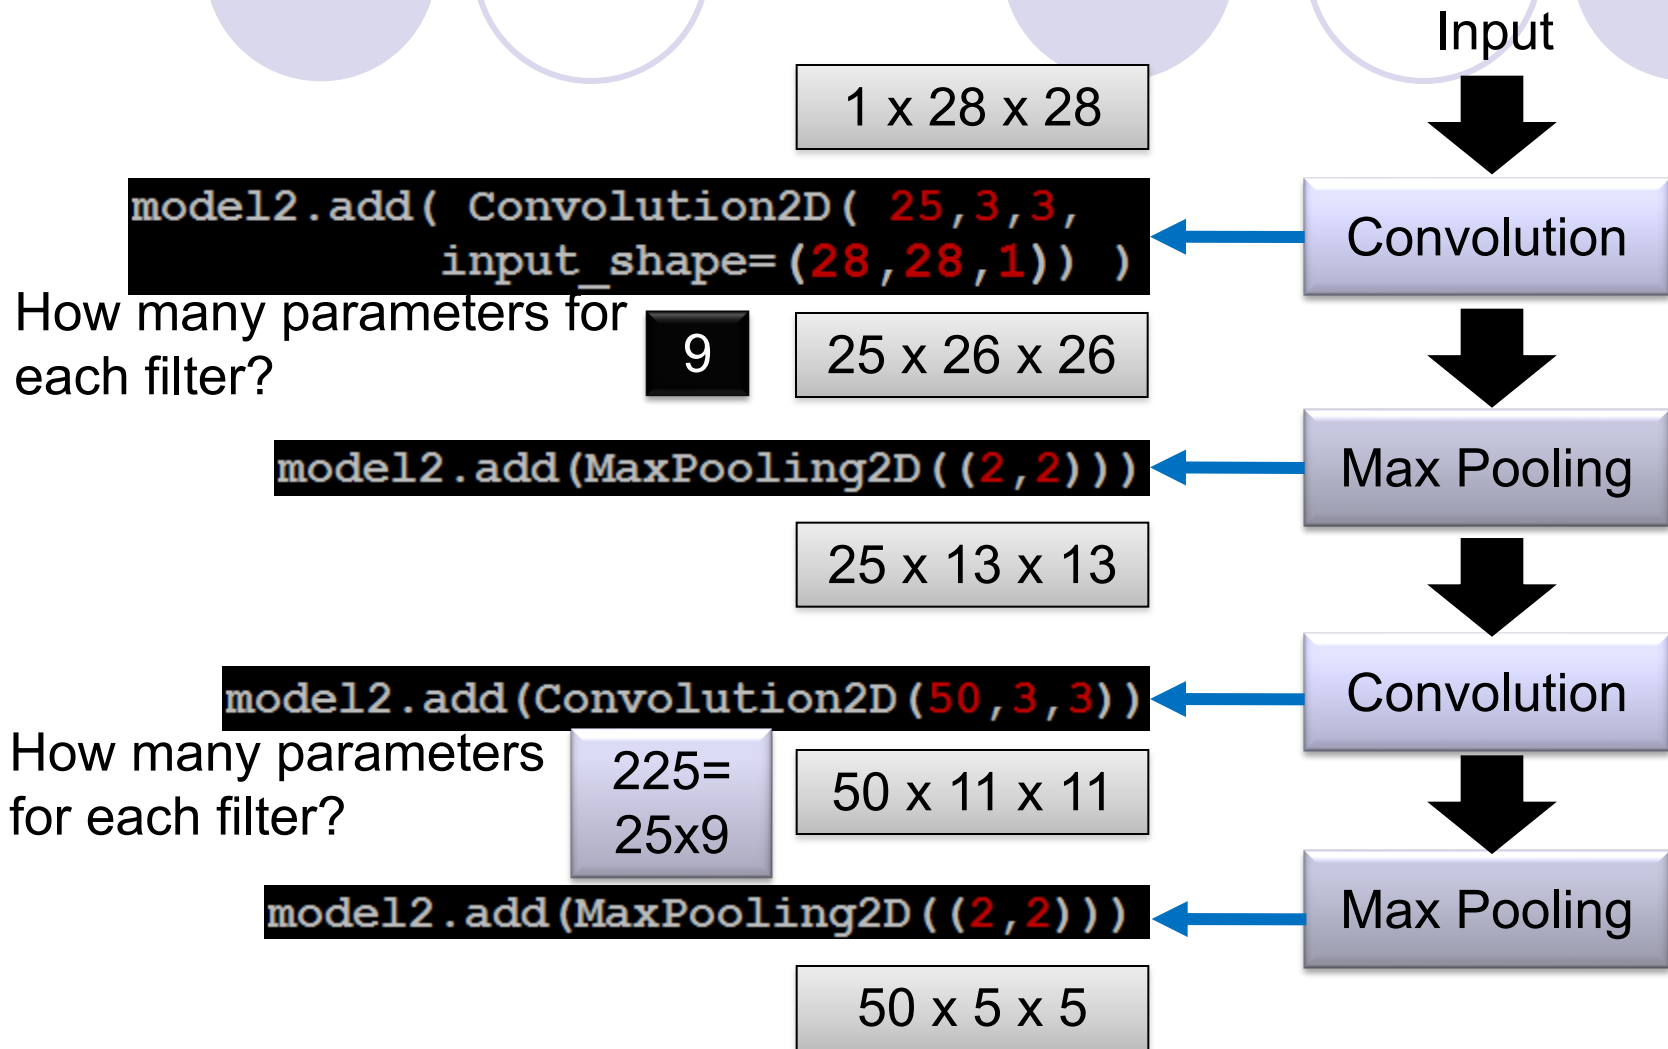 Input
1 x 28 x 28
model2.add( Convolution2D( 25,3,3,
input_shape=(28,28,1)) )
Convolution
How many parameters for
each filter?
9
25 x 26 x 26
model2.add(MaxPooling2D((2,2)))
Max Pooling
25 x 13 x 13
model2.add(Convolution2D(50,3,3))
Convolution
How many parameters
for each filter?
225=
25x9
50 x 11 x 11
model2.add(MaxPooling2D((2,2)))
Max Pooling
50 x 5 x 5